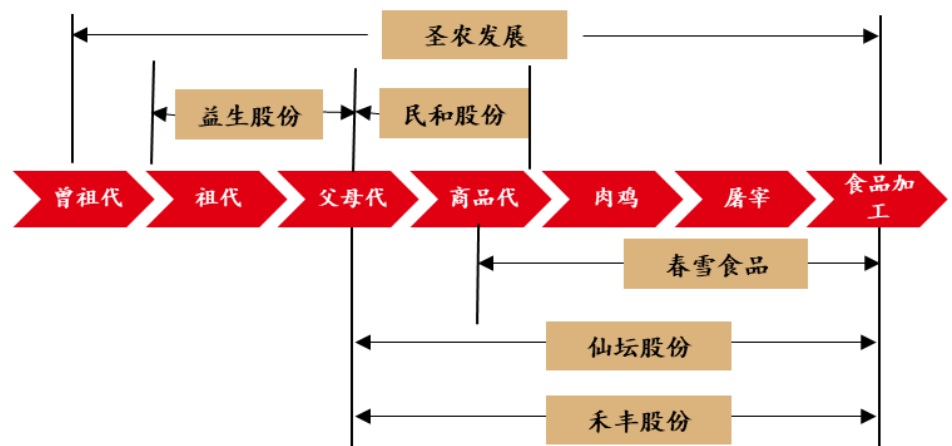 圣农发展
益生股份
民和股份
曾祖代
祖代
父母代
商品代
肉鸡
屠宰
食品加
工
春雪食品
仙坛股份
禾丰股份